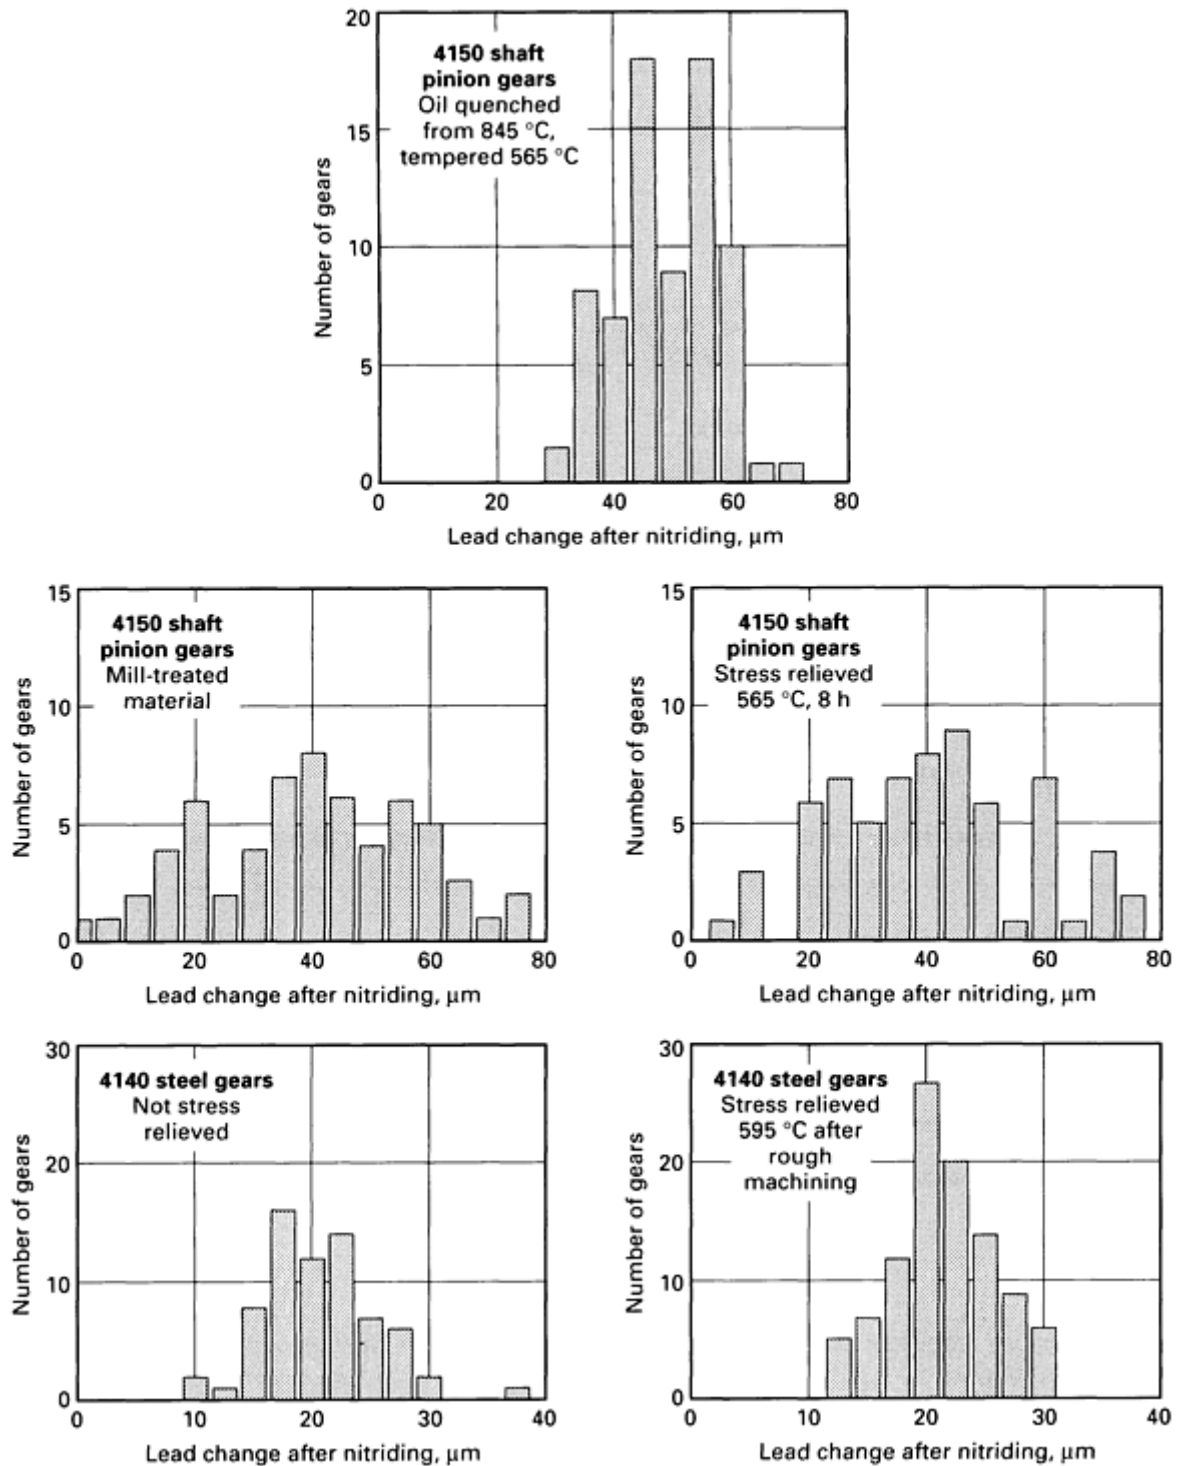 20
4150 shaft
pinion gears
Oil quenched
from 845 °C,
tempered 565 °C
15
10
5
0
Number of gears
0 20 40 60 80
Lead change after nitriding, μm
15
4150 shaft
pinion gears
Mill-treated
material
10
5
0
Number of gears
0 20 40 60 80
Lead change after nitriding, μm
15
4150 shaft
pinion gears
Stress relieved
565 °C, 8 h
10
5
0
Number of gears
0 20 40 60 80
Lead change after nitriding, μm
30
4140 steel gears
Not stress
relieved
20
10
0
Number of gears
0 10 20 30 40
Lead change after nitriding, μm
30
4140 steel gears
Stress relieved
595 °C after
rough
machining
20
10
0
Number of gears
0 10 20 30 40
Lead change after nitriding, μm